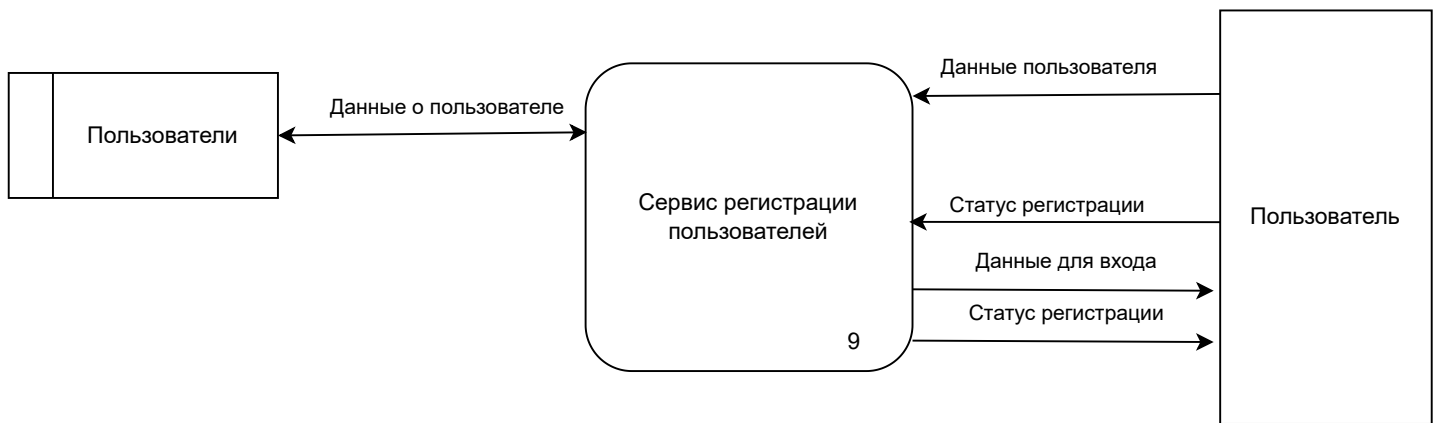 Данные пользователя
Данные о пользователе
Пользователи
Сервис регистрации
пользователей
Статус регистрации
Пользователь
Данные для входа
Статус регистрации
9